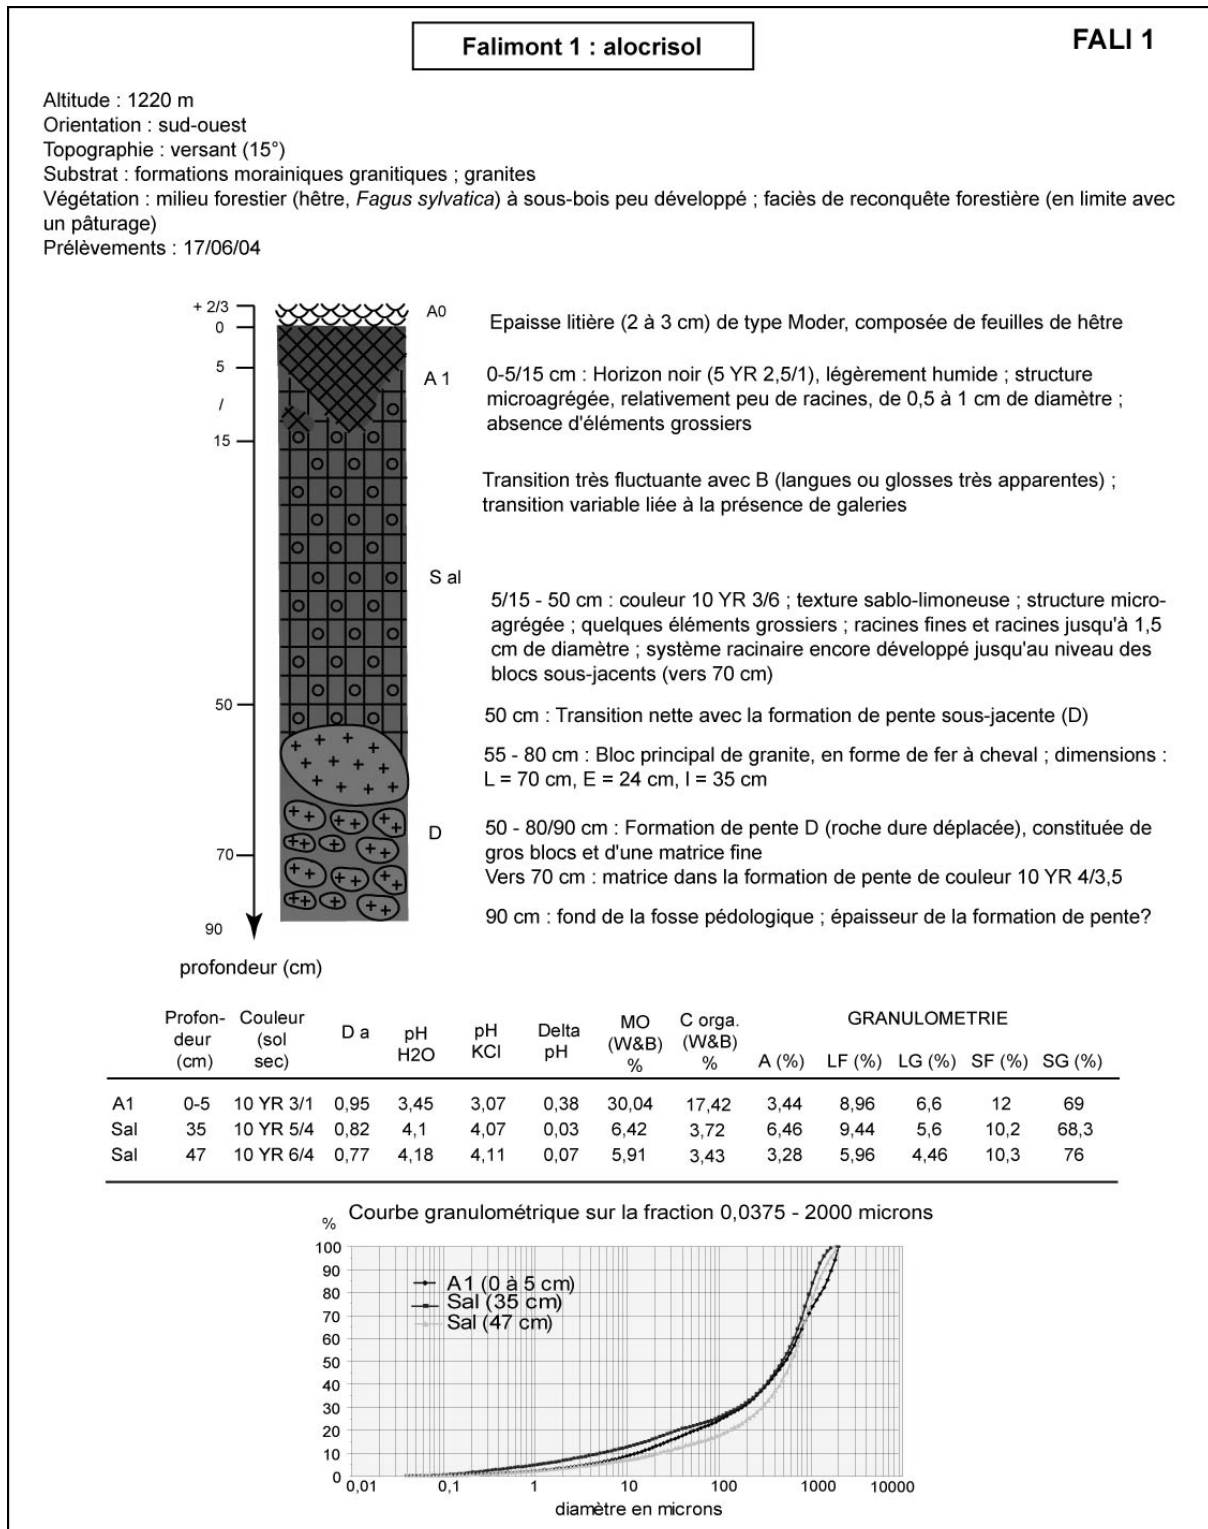 Falimont 1 : alocrisol
FALI 1
Altitude : 1220 m
Orientation : sud-ouest
Topographie : versant (15°)
Substrat : formations morainiques granitiques ; granites
Végétation : milieu forestier (hêtre, Fagus sylvatica) à sous-bois peu développé ; faciès de reconquête forestière (en limite avec
un pâturage)
Prélèvements : 17/06/04
+ 2/3
0
5
/
15
50
70
90
profondeur (cm)
A0
A 1
S al
D
Epaisse litière (2 à 3 cm) de type Moder, composée de feuilles de hêtre
0-5/15 cm : Horizon noir (5 YR 2,5/1), légèrement humide ; structure
microagrégée, relativement peu de racines, de 0,5 à 1 cm de diamètre ;
absence d'éléments grossiers
Transition très fluctuante avec B (langues ou glosses très apparentes) ;
transition variable liée à la présence de galeries
5/15 - 50 cm : couleur 10 YR 3/6 ; texture sablo-limoneuse ; structure micro-
agrégée ; quelques éléments grossiers ; racines fines et racines jusqu'à 1,5
cm de diamètre ; système racinaire encore développé jusqu'au niveau des
blocs sous-jacents (vers 70 cm)
50 cm : Transition nette avec la formation de pente sous-jacente (D)
55 - 80 cm : Bloc principal de granite, en forme de fer à cheval ; dimensions :
L = 70 cm, E = 24 cm, l = 35 cm
50 - 80/90 cm : Formation de pente D (roche dure déplacée), constituée de
gros blocs et d'une matrice fine
Vers 70 cm : matrice dans la formation de pente de couleur 10 YR 4/3,5
90 cm : fond de la fosse pédologique ; épaisseur de la formation de pente?
Profon-deur (cm) Couleur (sol sec) D a pH H2O pH KCl Delta pH MO (W&B) % C orga. (W&B) % GRANULOMETRIE
A (%) LF (%) LG (%) SF (%) SG (%)
A1 0-5 10 YR 3/1 0,95 3,45 3,07 0,38 30,04 17,42 3,44 8,96 6,6 12 69
Sal 35 10 YR 5/4 0,82 4,1 4,07 0,03 6,42 3,72 6,46 9,44 5,6 10,2 68,3
Sal 47 10 YR 6/4 0,77 4,18 4,11 0,07 5,91 3,43 3,28 5,96 4,46 10,3 76
Courbe granulométrique sur la fraction 0,0375 - 2000 microns
%
100
90
80
70
60
50
40
30
20
10
0
A1 (0 à 5 cm)
Sal (35 cm)
Sal (47 cm)
0,01 0,1 1 10 100 1000 10000
diamètre en microns